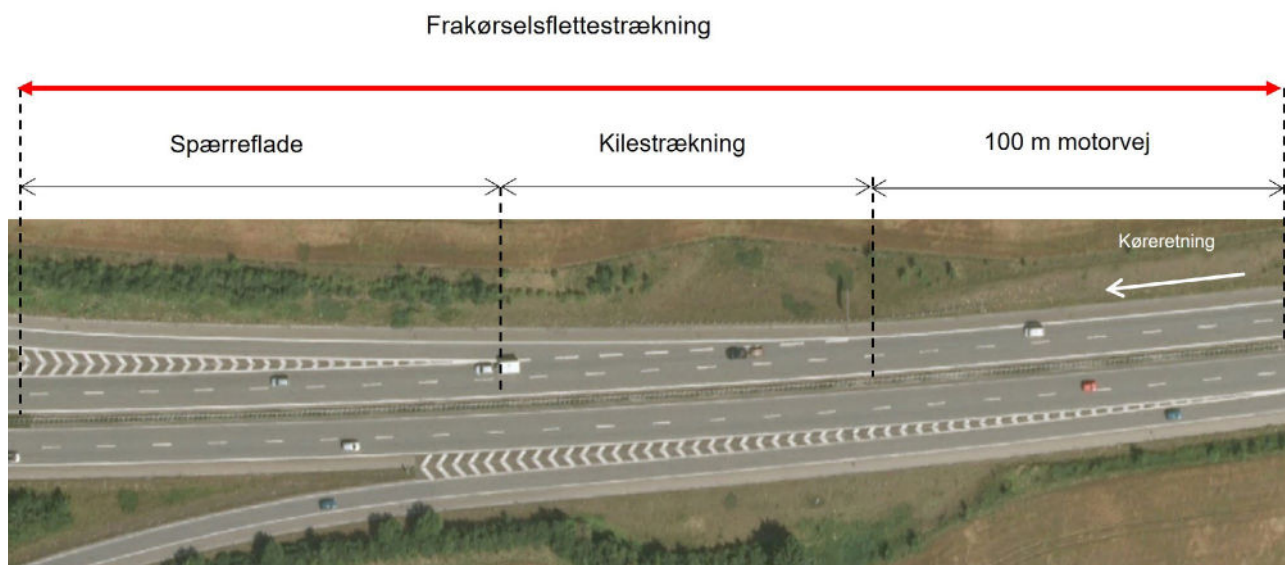 Frakørselsflettestrækning
Spærreflade
Kilestrækning
100 m motorvej
Køreretning